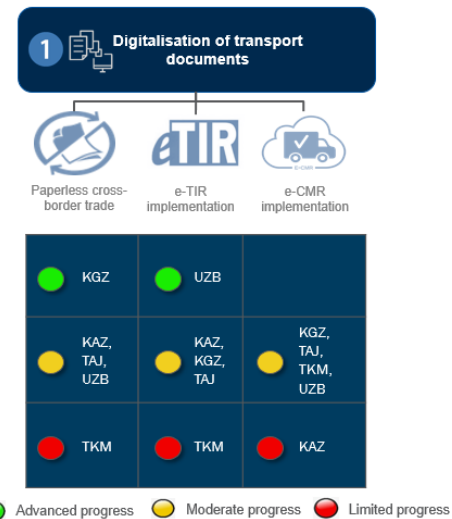 1
Digitalisation of transport
documents
eTIR
e-CMR
Paperless cross-
border trade
e-TIR
implementation
e-CMR
implementation
KGZ
UZB
KAZ,
TAJ,
UZB
KAZ,
KGZ,
TAJ
KGZ,
TAJ,
TKM,
UZB
TKM
TKM
KAZ
Advanced progress
Moderate progress
Limited progress